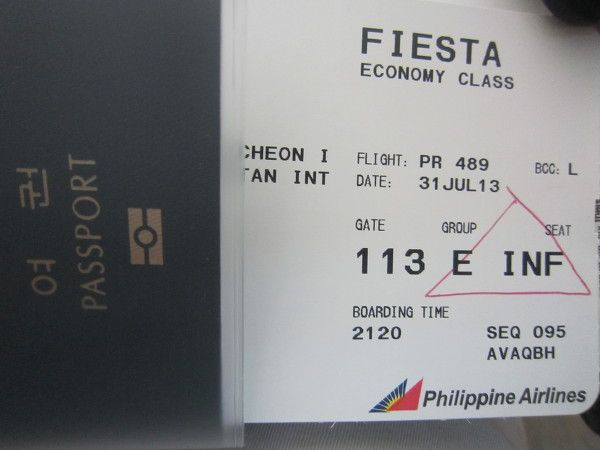 여권
PASSPORT
FIESTA
ECONOMY CLASS
CHEON I
TAN INT
FLIGHT: PR 489
BCC: L
DATE: 31JUL13
GATE GROUP SEAT
113 E INF
BOARDING TIME
2120
SEQ 095
AVAQBH
Philippine Airlines